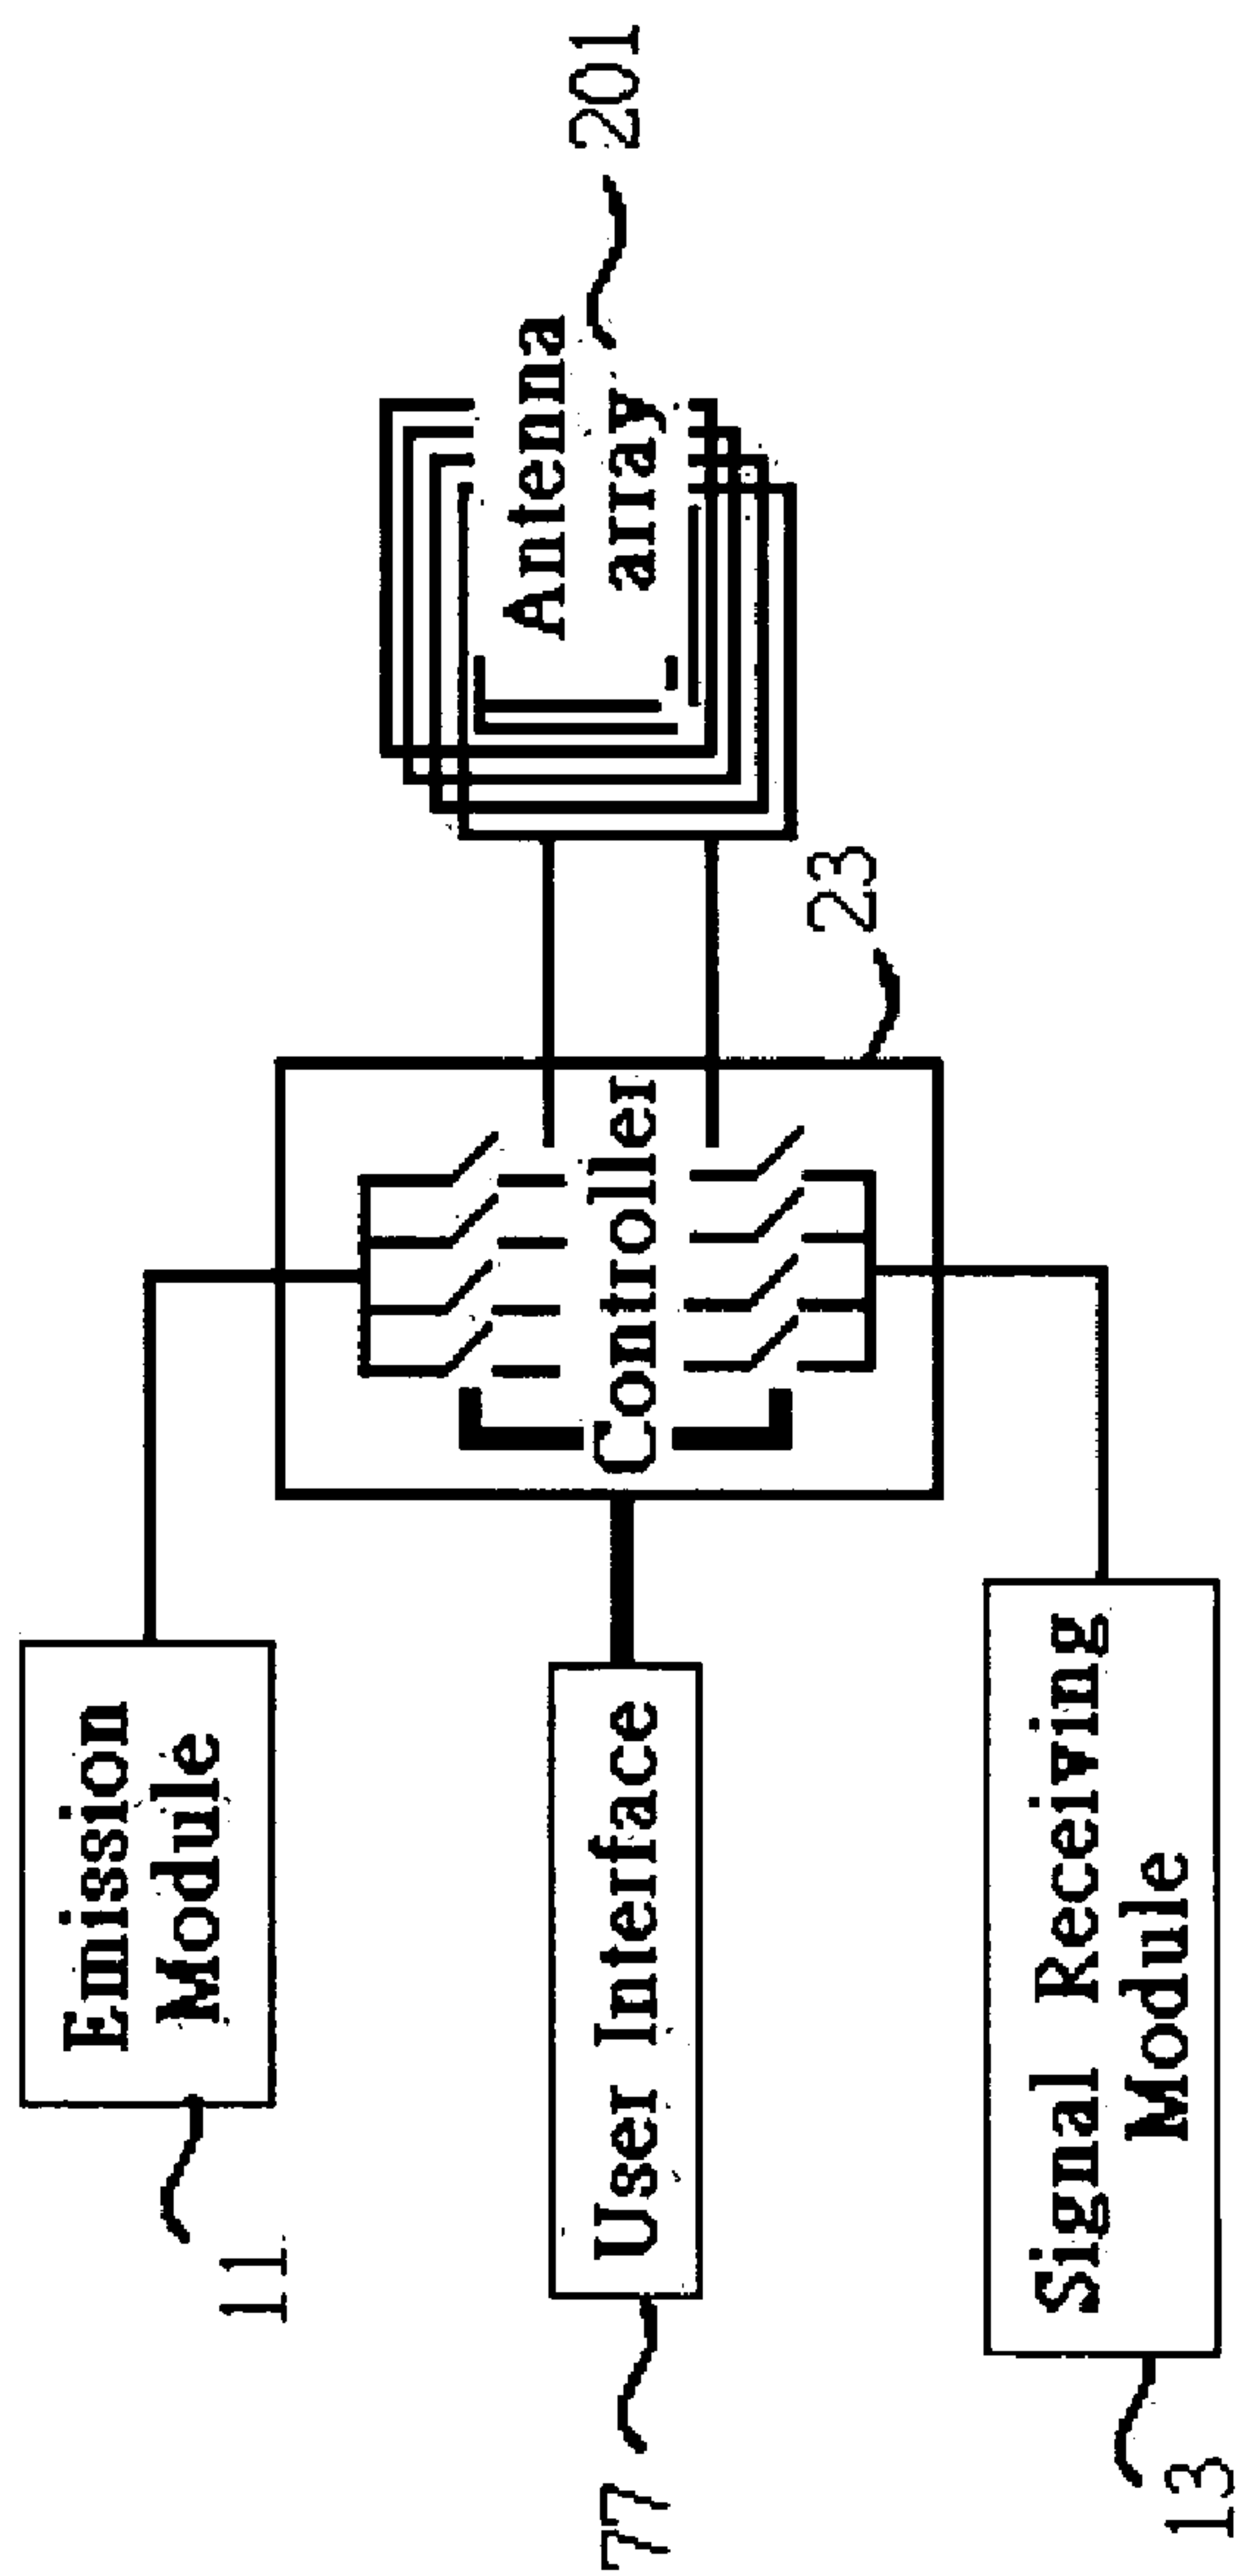 11
Emission
Module
77
User Interface
Controller
23
Antenna
array
201
13
Signal Receiving
Module